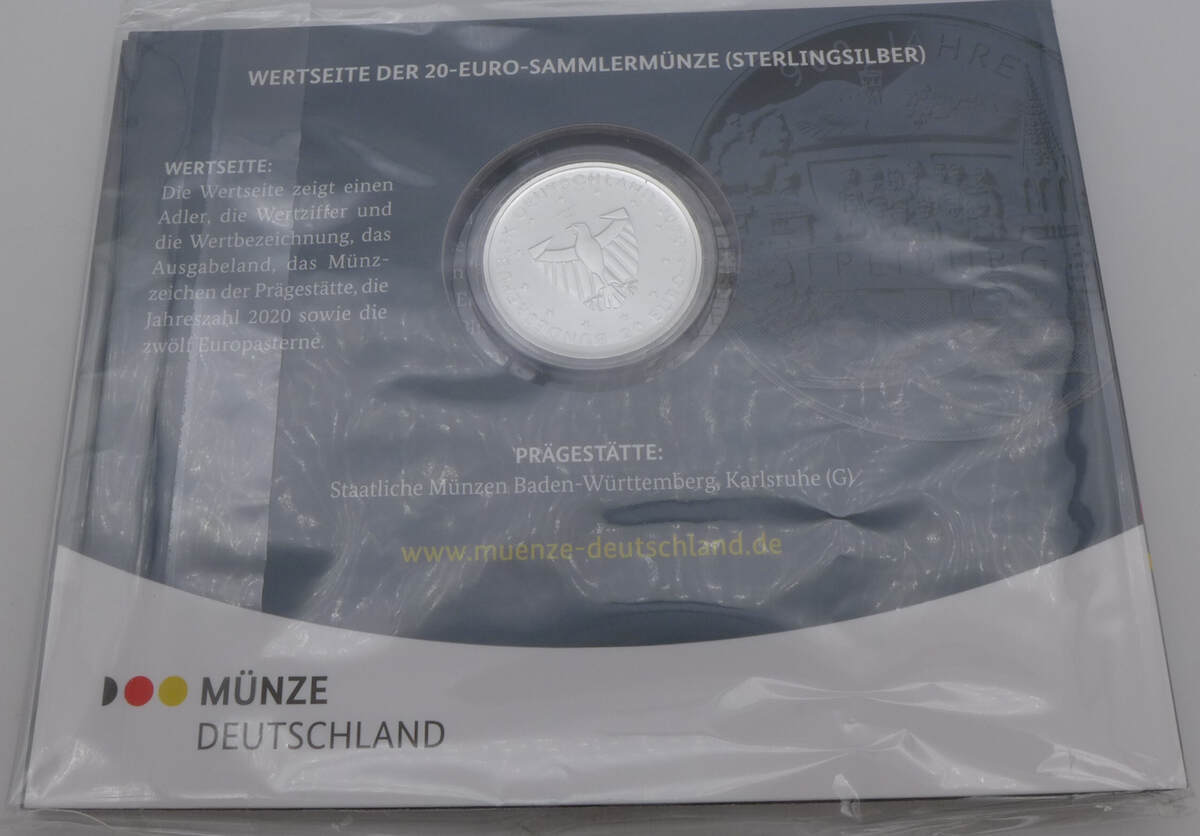 WERTSEITE DER 20-EURO-SAMMLERMÜNZE (STERLINGSILBER)
900 JAHRE
WERTSEITE:
Die Wertseite zeigt einen
Adler, die Wertziffer und
die Wertbezeichnung, das
Ausgabeland, das Münz-
zeichen der Prägestätte, die
Jahreszahl 2020 sowie die
zwölf Europasterne.
PRÄGESTÄTTE:
Staatliche Münzen Baden-Württemberg, Karlsruhe (G)
www.muenze-deutschland.de
MÜNZE
DEUTSCHLAND